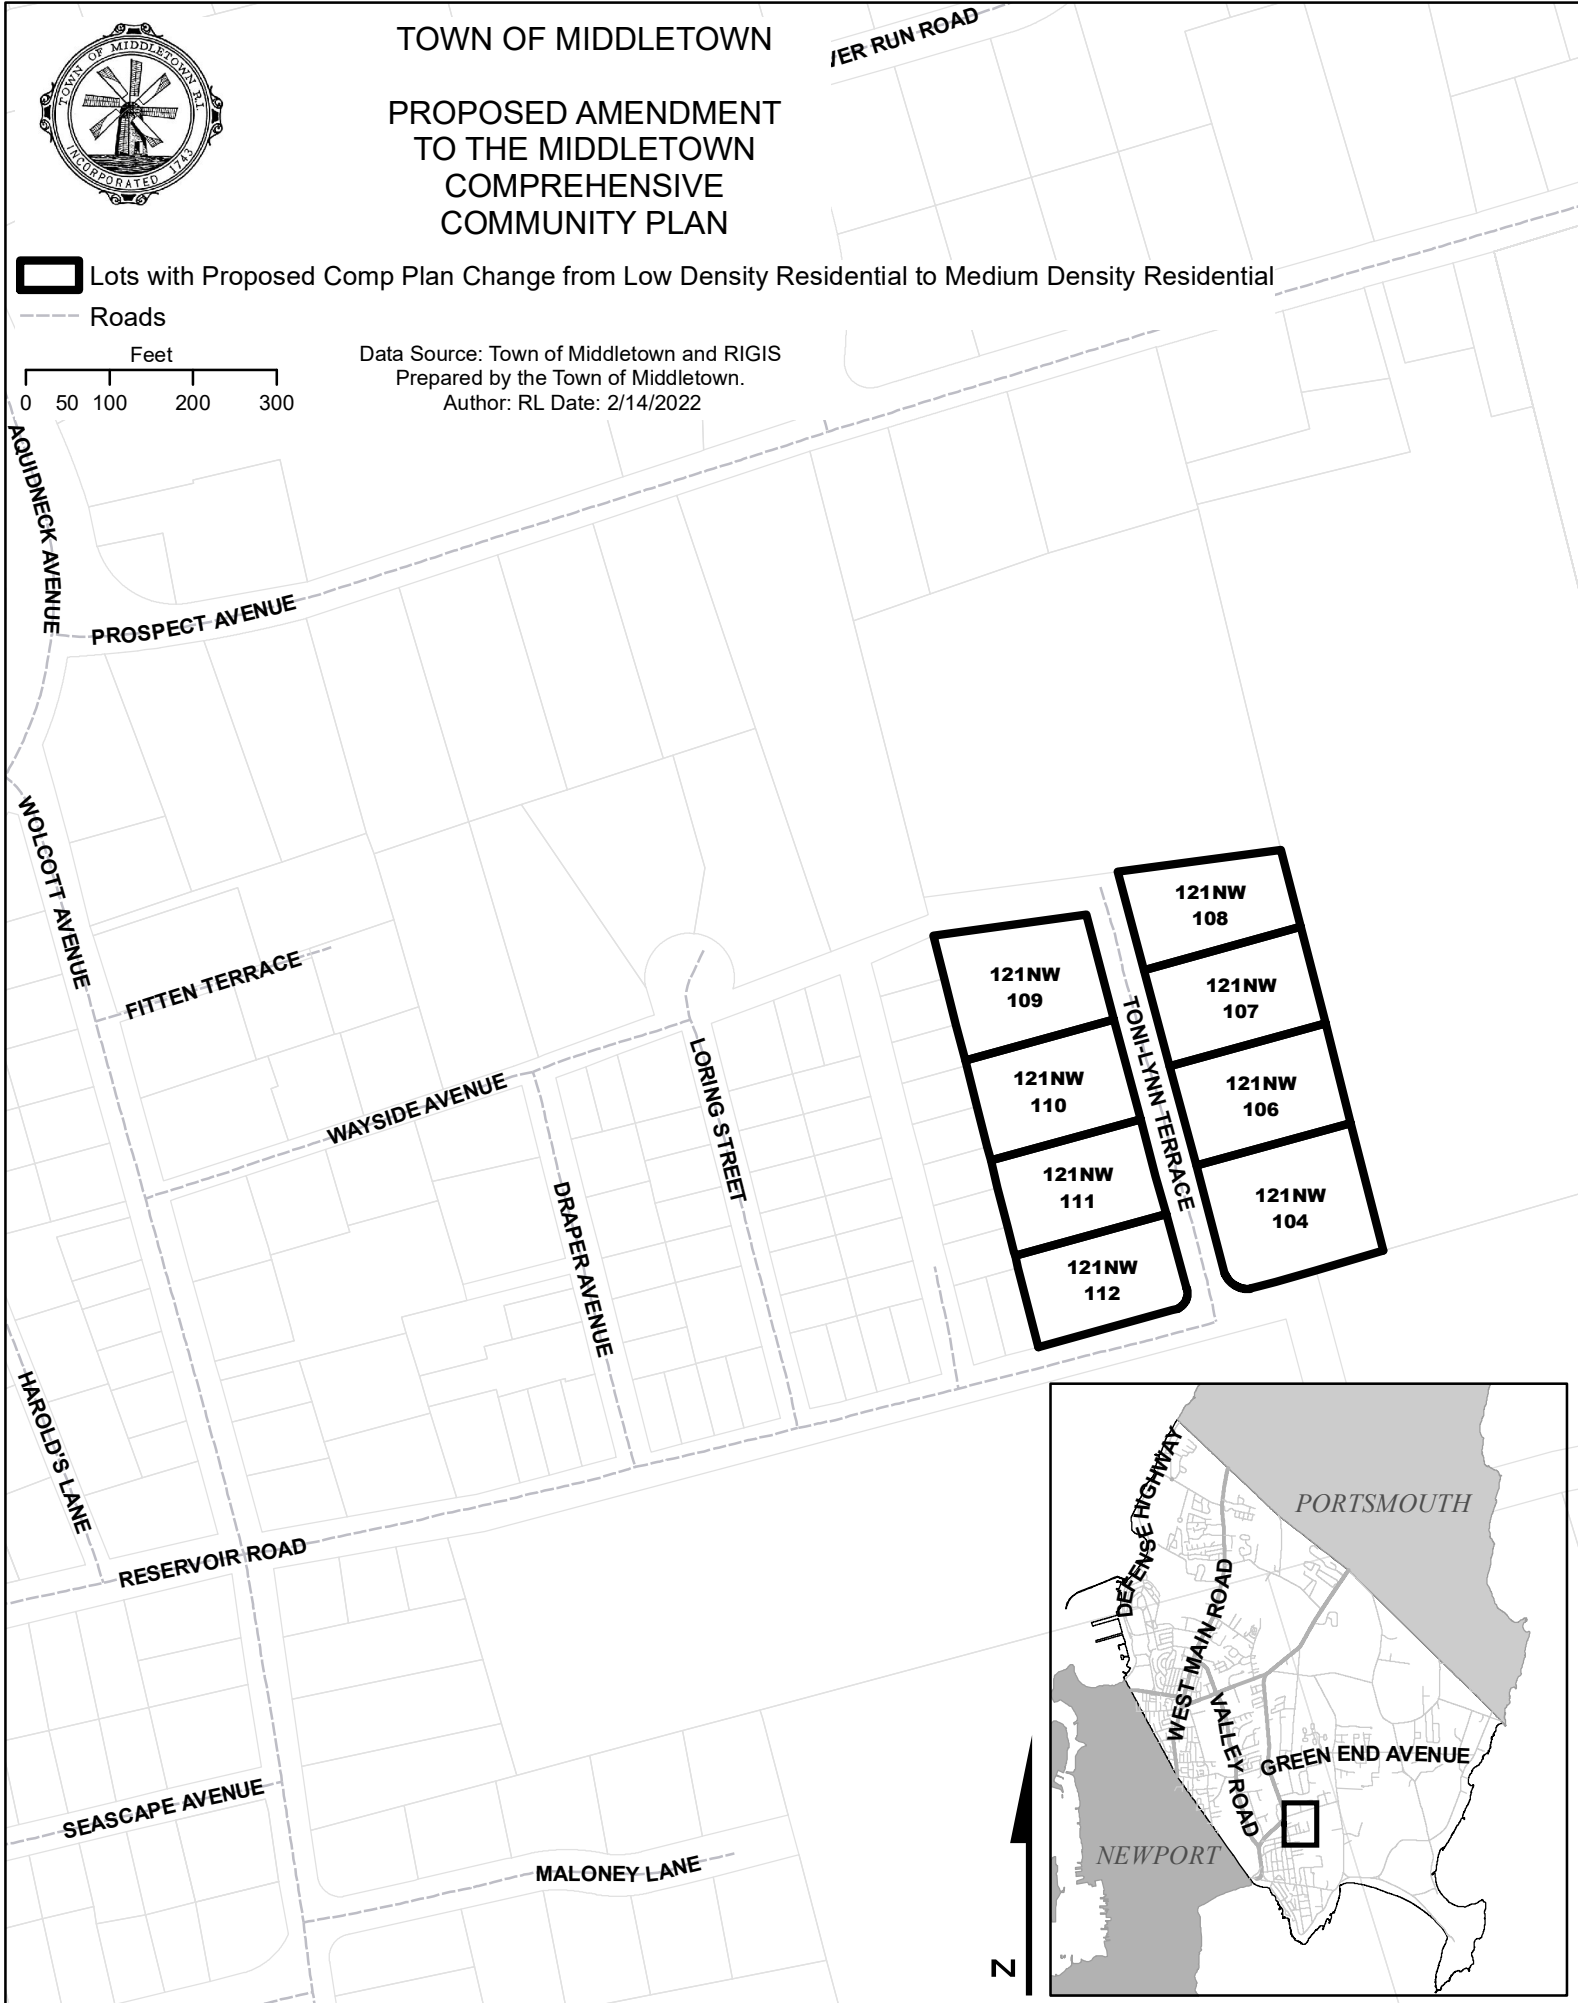 TOWN OF MIDDLETOWN, R.I.
INCORPORATED 1743
TOWN OF MIDDLETOWN
PROPOSED AMENDMENT
TO THE MIDDLETOWN
COMPREHENSIVE
COMMUNITY PLAN
VER RUN ROAD
Lots with Proposed Comp Plan Change from Low Density Residential to Medium Density Residential
Roads
Feet
0 50 100 200 300
Data Source: Town of Middletown and RIGIS
Prepared by the Town of Middletown.
Author: RL Date: 2/14/2022
AQUIDNECK AVENUE
PROSPECT AVENUE
WOLCOTT AVENUE
FITTEN TERRACE
WAYSIDE AVENUE
DRAPER AVENUE
LORING STREET
TONI-LYNN TERRACE
121NW
108
121NW
109
121NW
107
121NW
110
121NW
106
121NW
111
121NW
104
121NW
112
HAROLD'S LANE
RESERVOIR ROAD
SEASCAPE AVENUE
MALONEY LANE
DEFENSE HIGHWAY
PORTSMOUTH
WEST MAIN ROAD
VALLEY ROAD
GREEN END AVENUE
NEWPORT
N